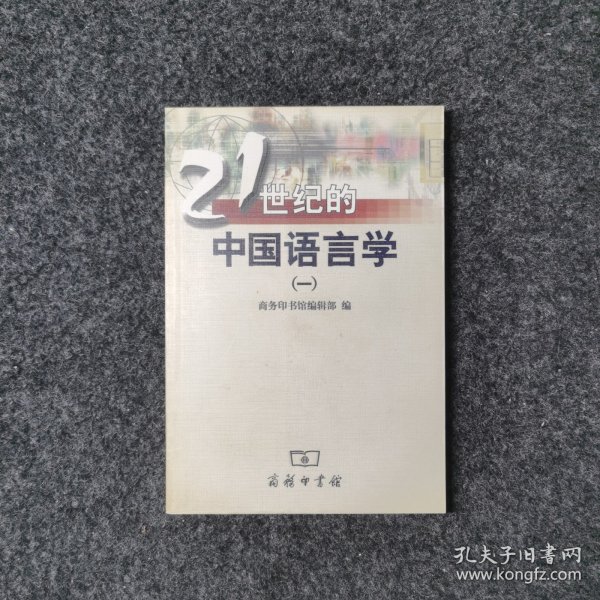 21世纪的
中国语言学
(一)
商务印书馆编辑部 编
商務印書館
孔夫子旧书网
www.kongfz.com